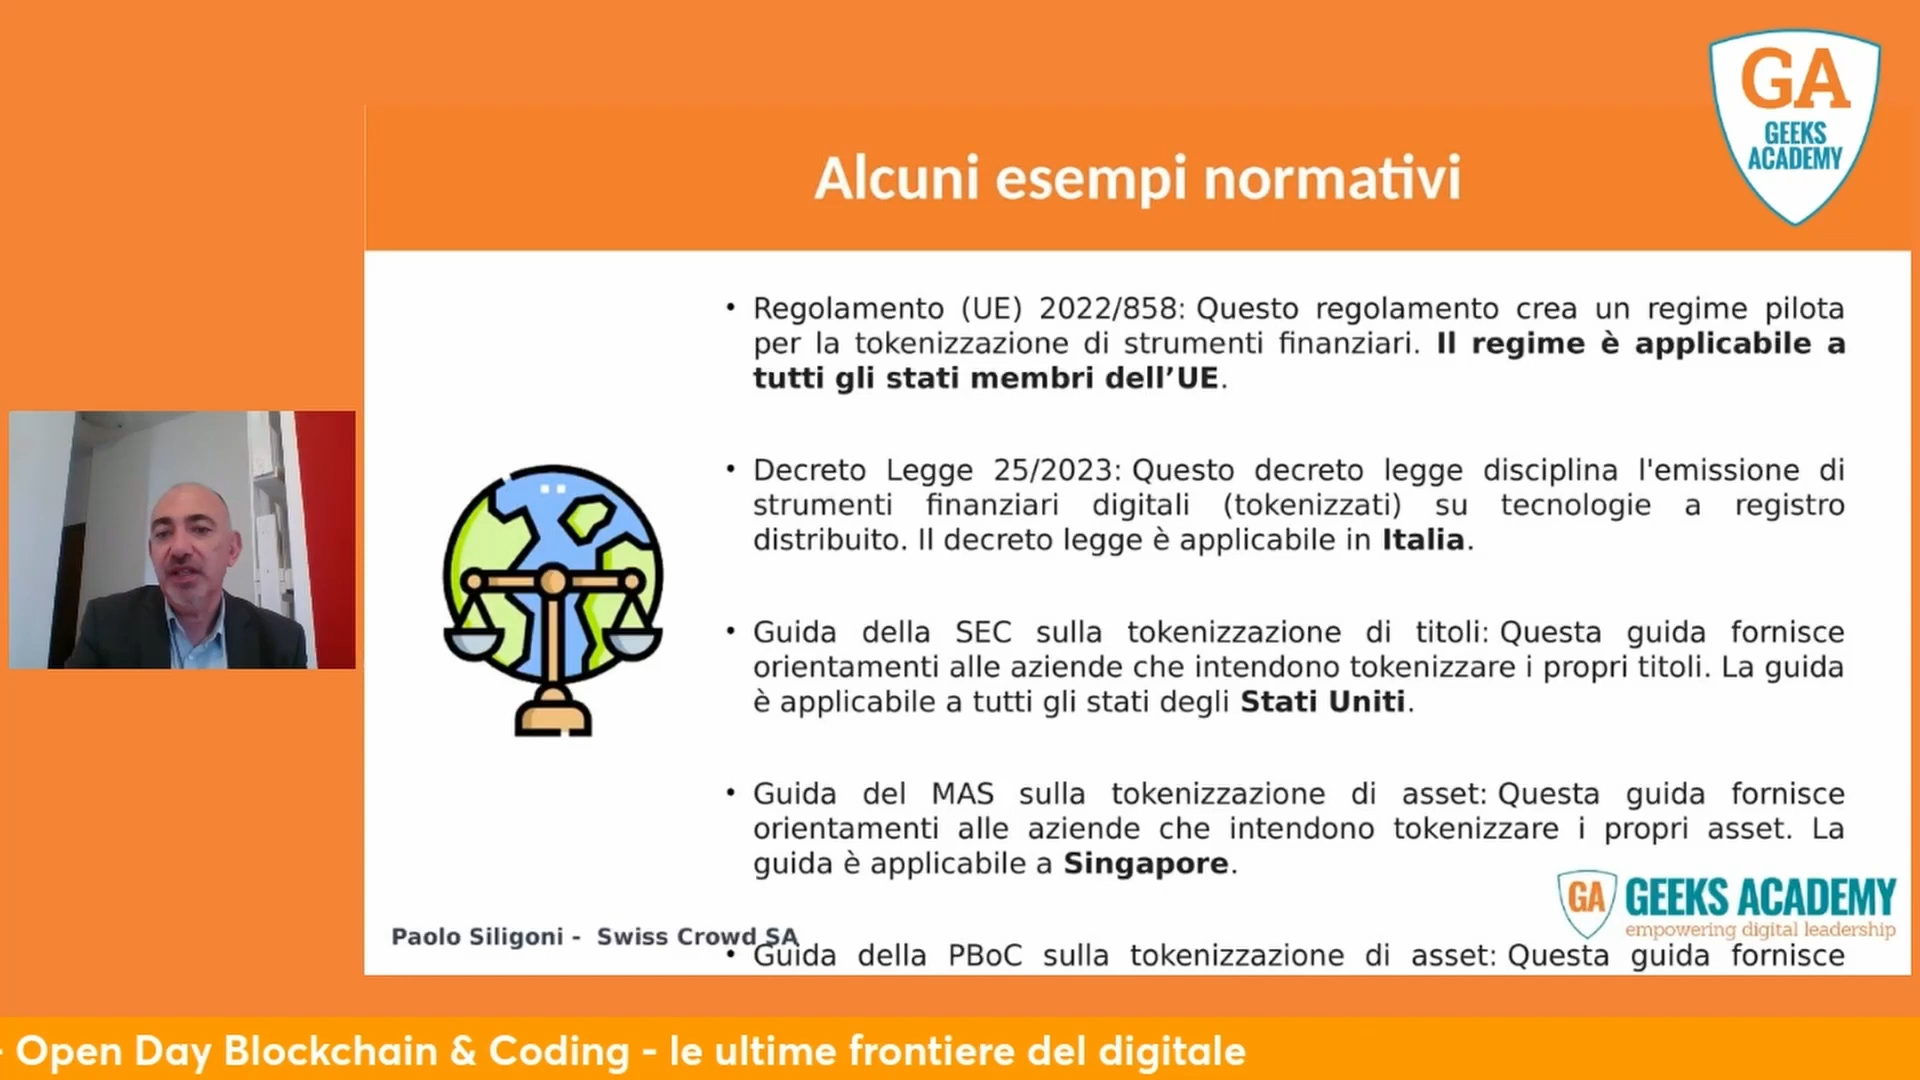 GA
GEEKS
ACADEMY
Alcuni esempi normativi
• Regolamento (UE) 2022/858: Questo regolamento crea un regime pilota
per la tokenizzazione di strumenti finanziari. Il regime è applicabile a
tutti gli stati membri dell’UE.
• Decreto Legge 25/2023: Questo decreto legge disciplina l'emissione di
strumenti finanziari digitali (tokenizzati) su tecnologie a registro
distribuito. Il decreto legge è applicabile in Italia.
• Guida della SEC sulla tokenizzazione di titoli: Questa guida fornisce
orientamenti alle aziende che intendono tokenizzare i propri titoli. La guida
è applicabile a tutti gli stati degli Stati Uniti.
• Guida del MAS sulla tokenizzazione di asset: Questa guida fornisce
orientamenti alle aziende che intendono tokenizzare i propri asset. La
guida è applicabile a Singapore.
GA GEEKS ACADEMY
empowering digital leadership
Paolo Siligoni - Swiss Crowd SA
• Guida della PBoC sulla tokenizzazione di asset: Questa guida fornisce
- Open Day Blockchain & Coding - le ultime frontiere del digitale